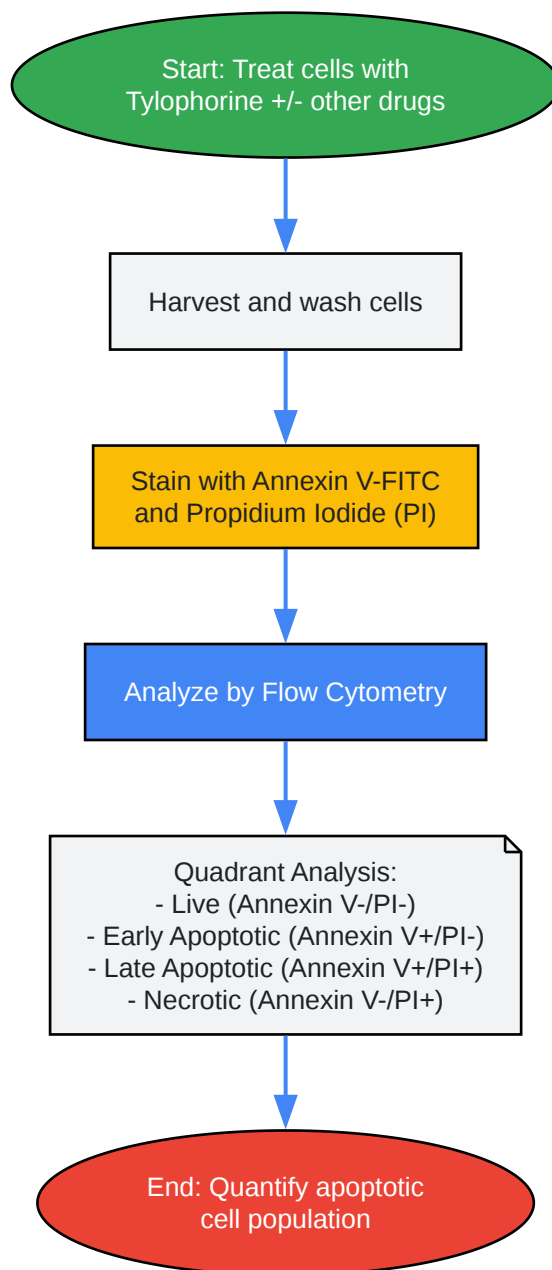 Start: Treat cells with
Tylophorine +/- other drugs
Harvest and wash cells
Stain with Annexin V-FITC
and Propidium Iodide (PI)
Analyze by Flow Cytometry
Quadrant Analysis:
- Live (Annexin V-/PI-)
- Early Apoptotic (Annexin V+/PI-)
- Late Apoptotic (Annexin V+/PI+)
- Necrotic (Annexin V-/PI+)
End: Quantify apoptotic
cell population